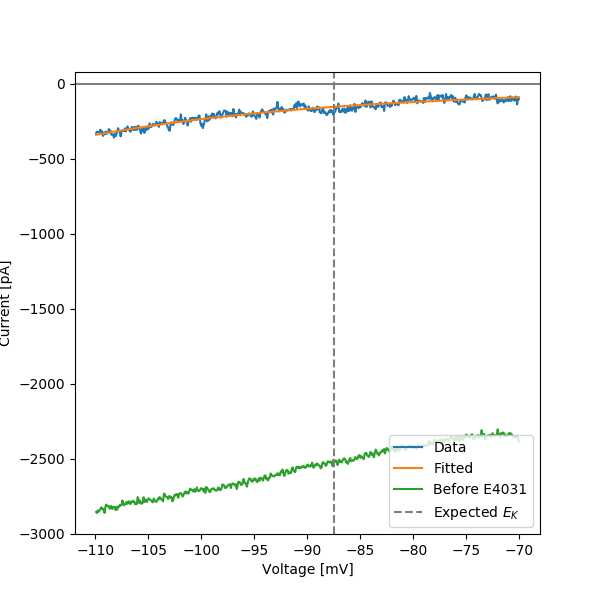 0
−500
−1000
−1500
−2000
−2500
−3000
Current [pA]
−110
−105
−100
−95
−90
−85
−80
−75
−70
Voltage [mV]
Data
Fitted
Before E4031
Expected E_K